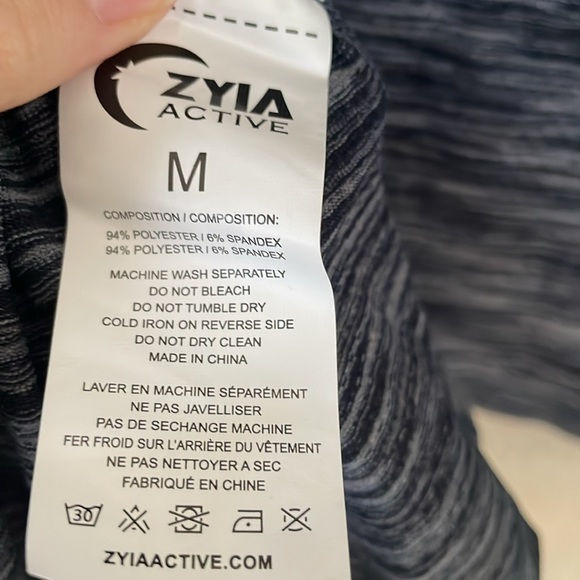 ZYIA
ACTIVE
M
COMPOSITION / COMPOSITION:
94% POLYESTER / 6% SPANDEX
94% POLYESTER / 6% SPANDEX
MACHINE WASH SEPARATELY
DO NOT BLEACH
DO NOT TUMBLE DRY
COLD IRON ON REVERSE SIDE
DO NOT DRY CLEAN
MADE IN CHINA
LAVER EN MACHINE SÉPARÉMENT
NE PAS JAVELLISER
PAS DE SECHAGE MACHINE
FER FROID SUR L'ARRIÈRE DU VÊTEMENT
NE PAS NETTOYER A SEC
FABRIQUÉ EN CHINE
30
ZYIAACTIVE.COM